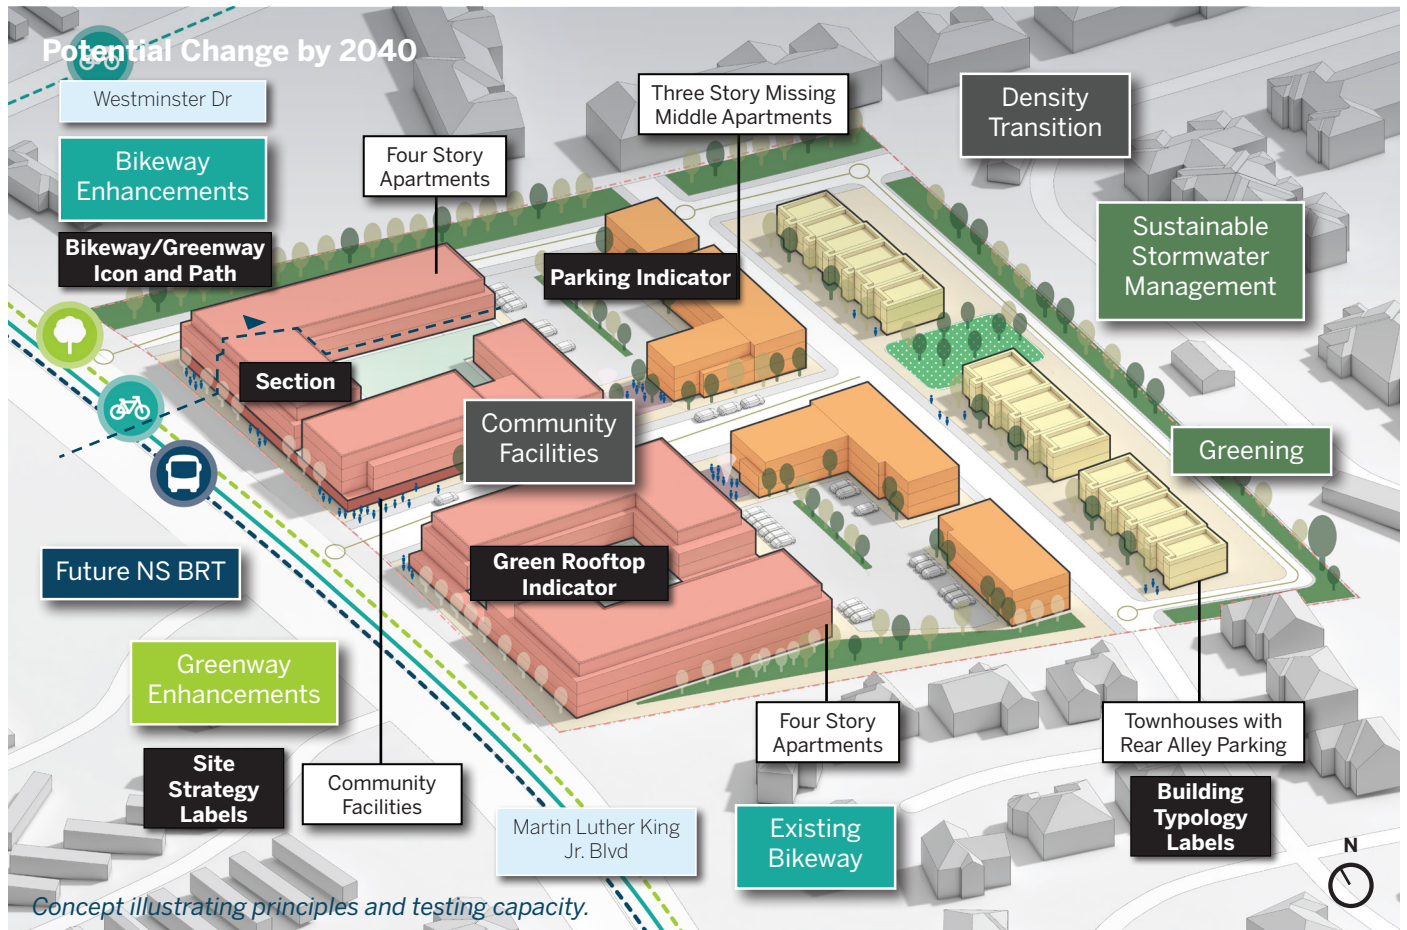 Potential Change by 2040
Westminster Dr
Bikeway
Enhancements
Bikeway/Greenway
Icon and Path
Four Story
Apartments
Three Story Missing
Middle Apartments
Density
Transition
Parking Indicator
Sustainable
Stormwater
Management
Section
Community
Facilities
Greening
Green Rooftop
Indicator
Future NS BRT
Greenway
Enhancements
Site
Strategy
Labels
Community
Facilities
Four Story
Apartments
Townhouses with
Rear Alley Parking
Martin Luther King
Jr. Blvd
Existing
Bikeway
Building
Typology
Labels
N
Concept illustrating principles and testing capacity.